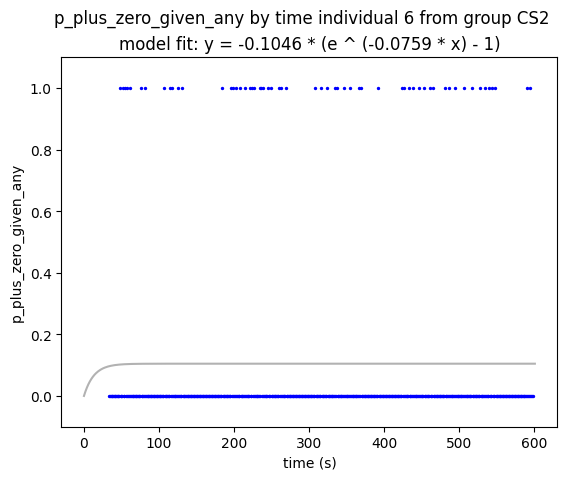 p_plus_zero_given_any by time individual 6 from group CS2
model fit: y = -0.1046 * (e ^ (-0.0759 * x) - 1)
p_plus_zero_given_any
1.0
0.8
0.6
0.4
0.2
0.0
0 100 200 300 400 500 600
time (s)